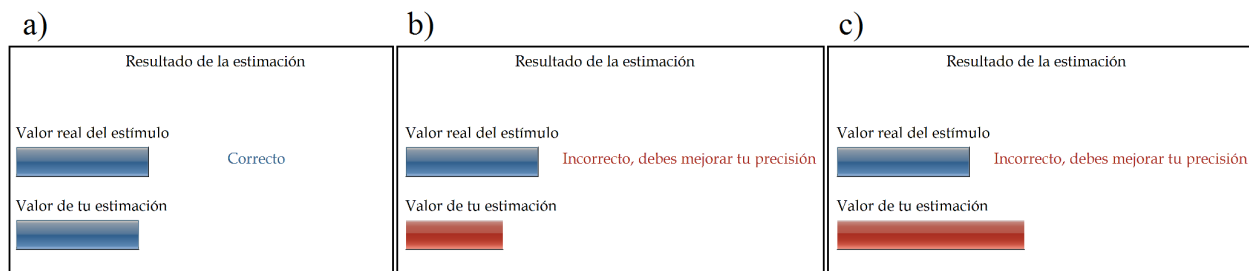 a)
Resultado de la estimación
Valor real del estímulo
Correcto
Valor de tu estimación
b)
Resultado de la estimación
Valor real del estímulo
Incorrecto, debes mejorar tu precisión
Valor de tu estimación
c)
Resultado de la estimación
Valor real del estímulo
Incorrecto, debes mejorar tu precisión
Valor de tu estimación